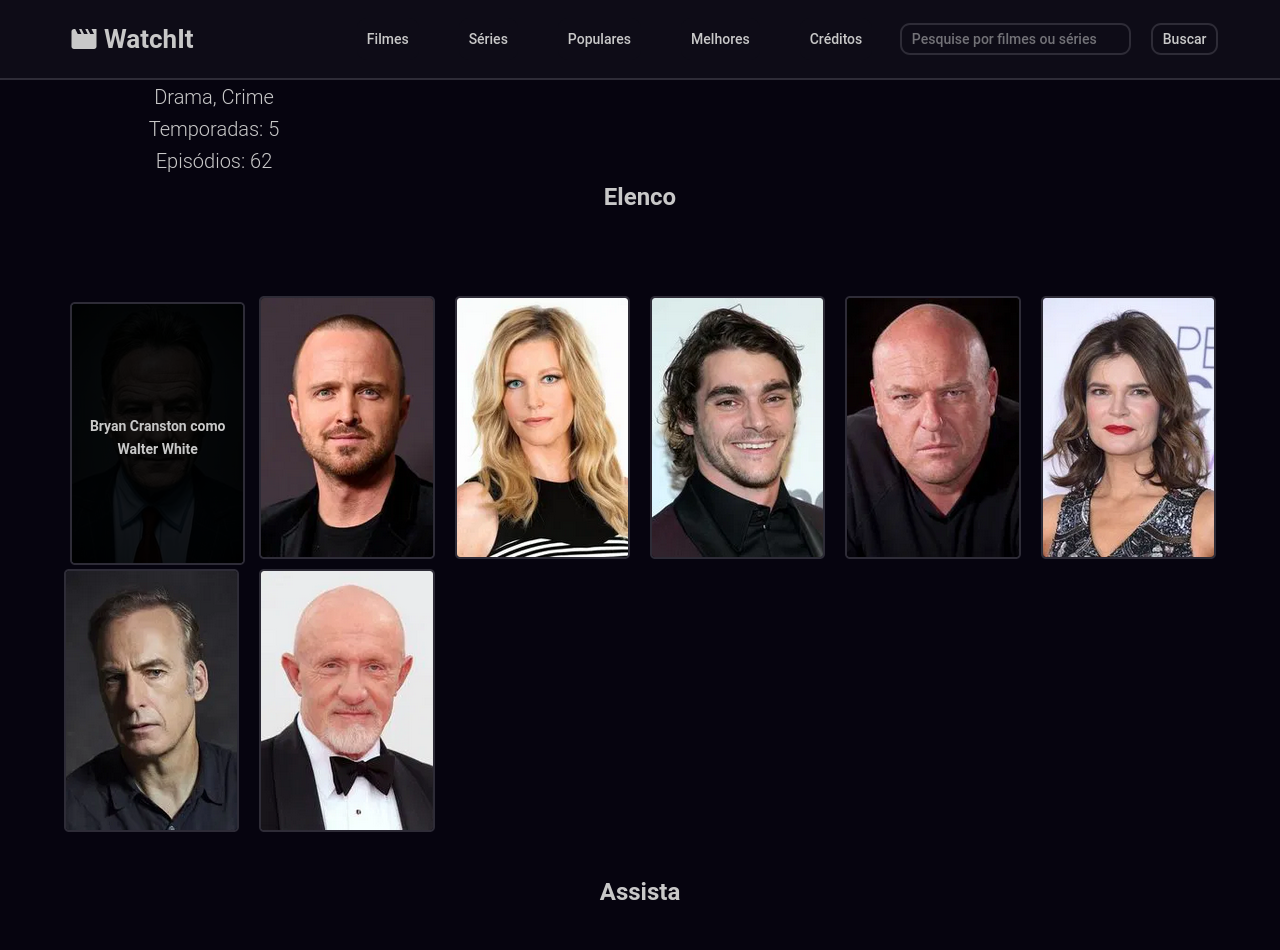 WatchIt
Filmes
Séries
Populares
Melhores
Créditos
Pesquise por filmes ou séries
Buscar
Drama, Crime
Temporadas: 5
Episódios: 62
Elenco
Bryan Cranston como
Walter White
Assista